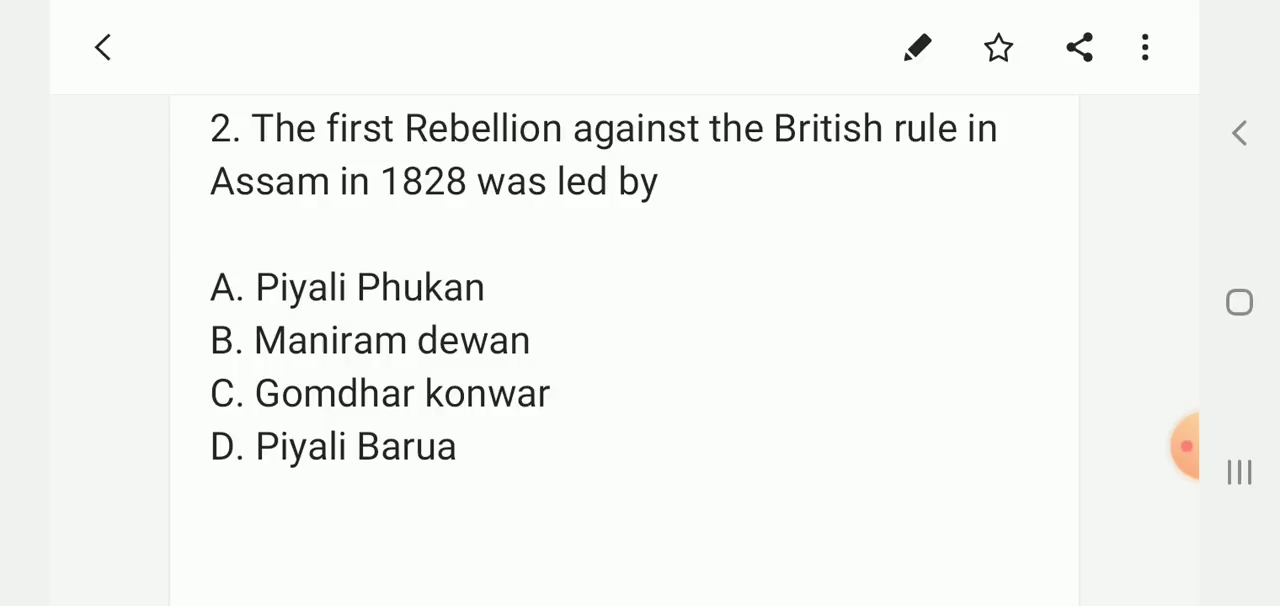 2. The first Rebellion against the British rule in
Assam in 1828 was led by
A. Piyali Phukan
B. Maniram dewan
C. Gomdhar konwar
D. Piyali Barua